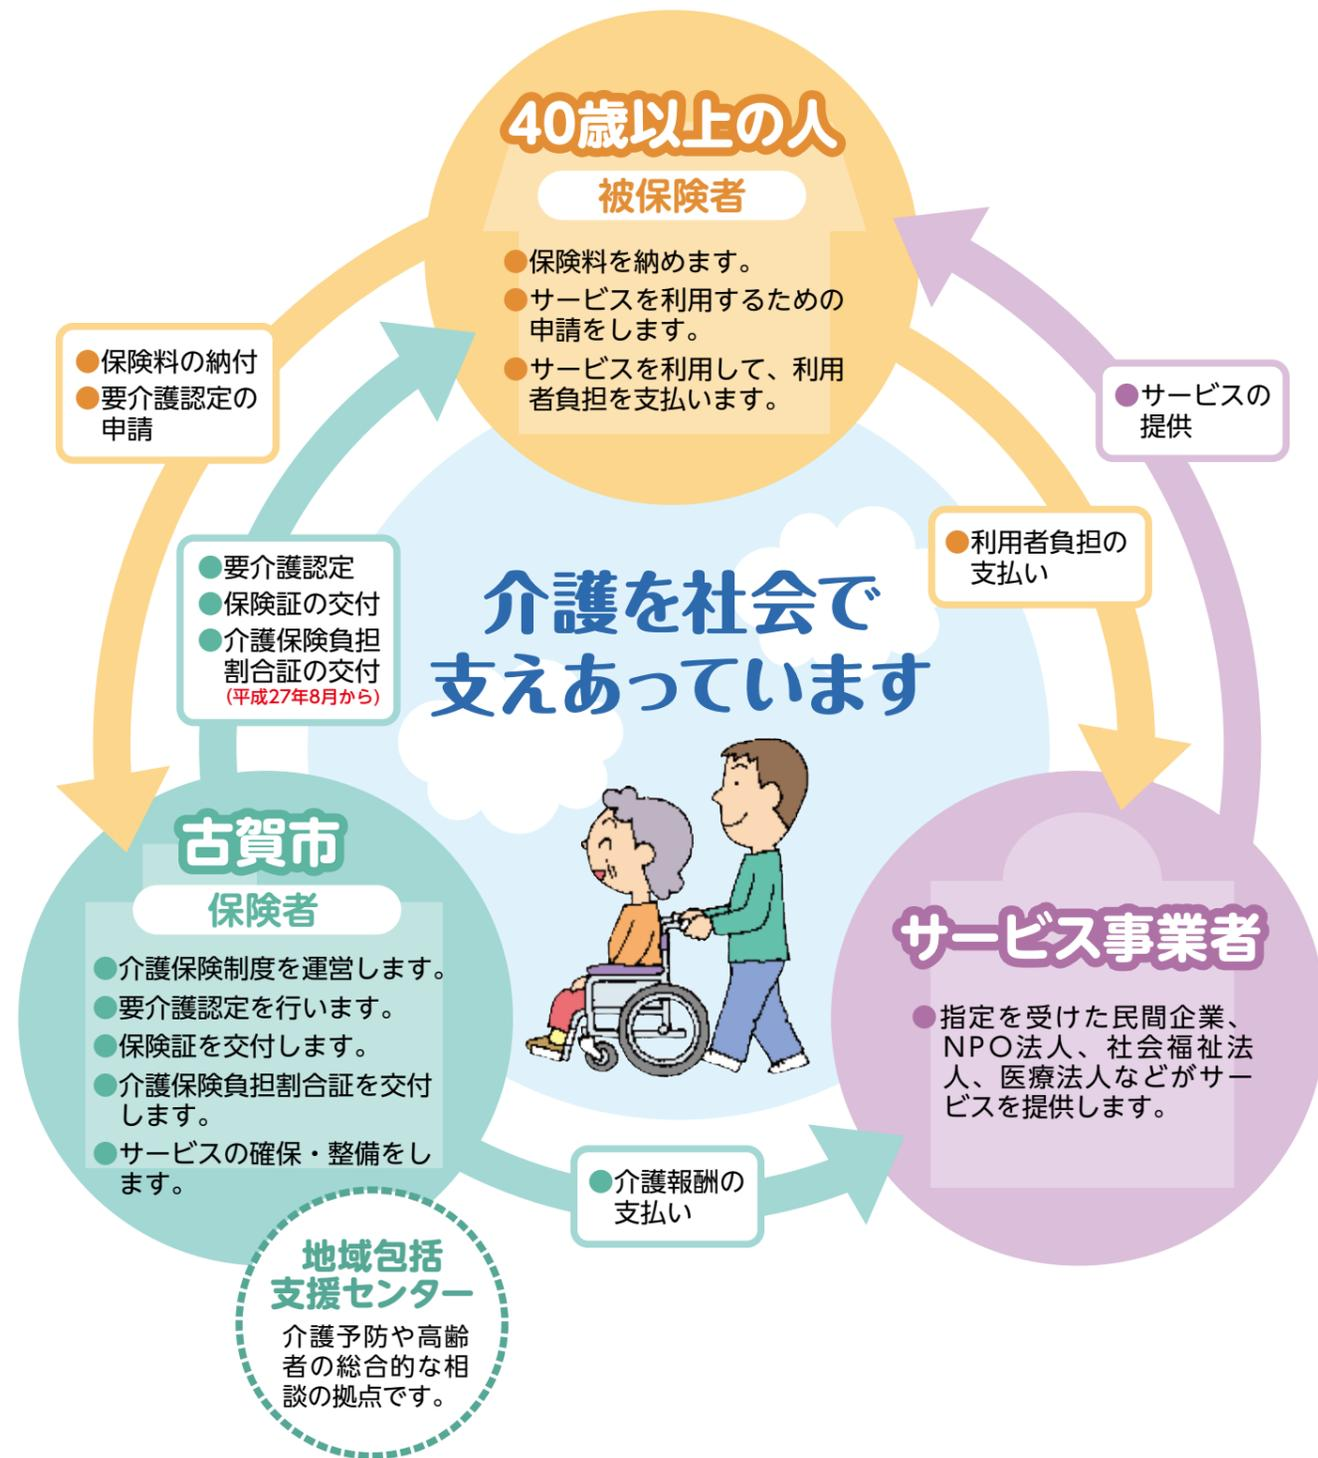 40歳以上の人
被保険者
●保険料を納めます。
●サービスを利用するための
申請をします。
●サービスを利用して、利用
者負担を支払います。
●保険料の納付
●要介護認定の
申請
●サービスの
提供
●要介護認定
●保険証の交付
●介護保険負担
割合証の交付
(平成27年8月から)
●利用者負担の
支払い
介護を社会で
支えあっています
古賀市
保険者
●介護保険制度を運営します。
●要介護認定を行います。
●保険証を交付します。
●介護保険負担割合証を交付
します。
●サービスの確保・整備をし
ます。
サービス事業者
●指定を受けた民間企業、
NPO法人、社会福祉法
人、医療法人などがサー
ビスを提供します。
●介護報酬の
支払い
地域包括
支援センター
介護予防や高齢
者の総合的な相
談の拠点です。